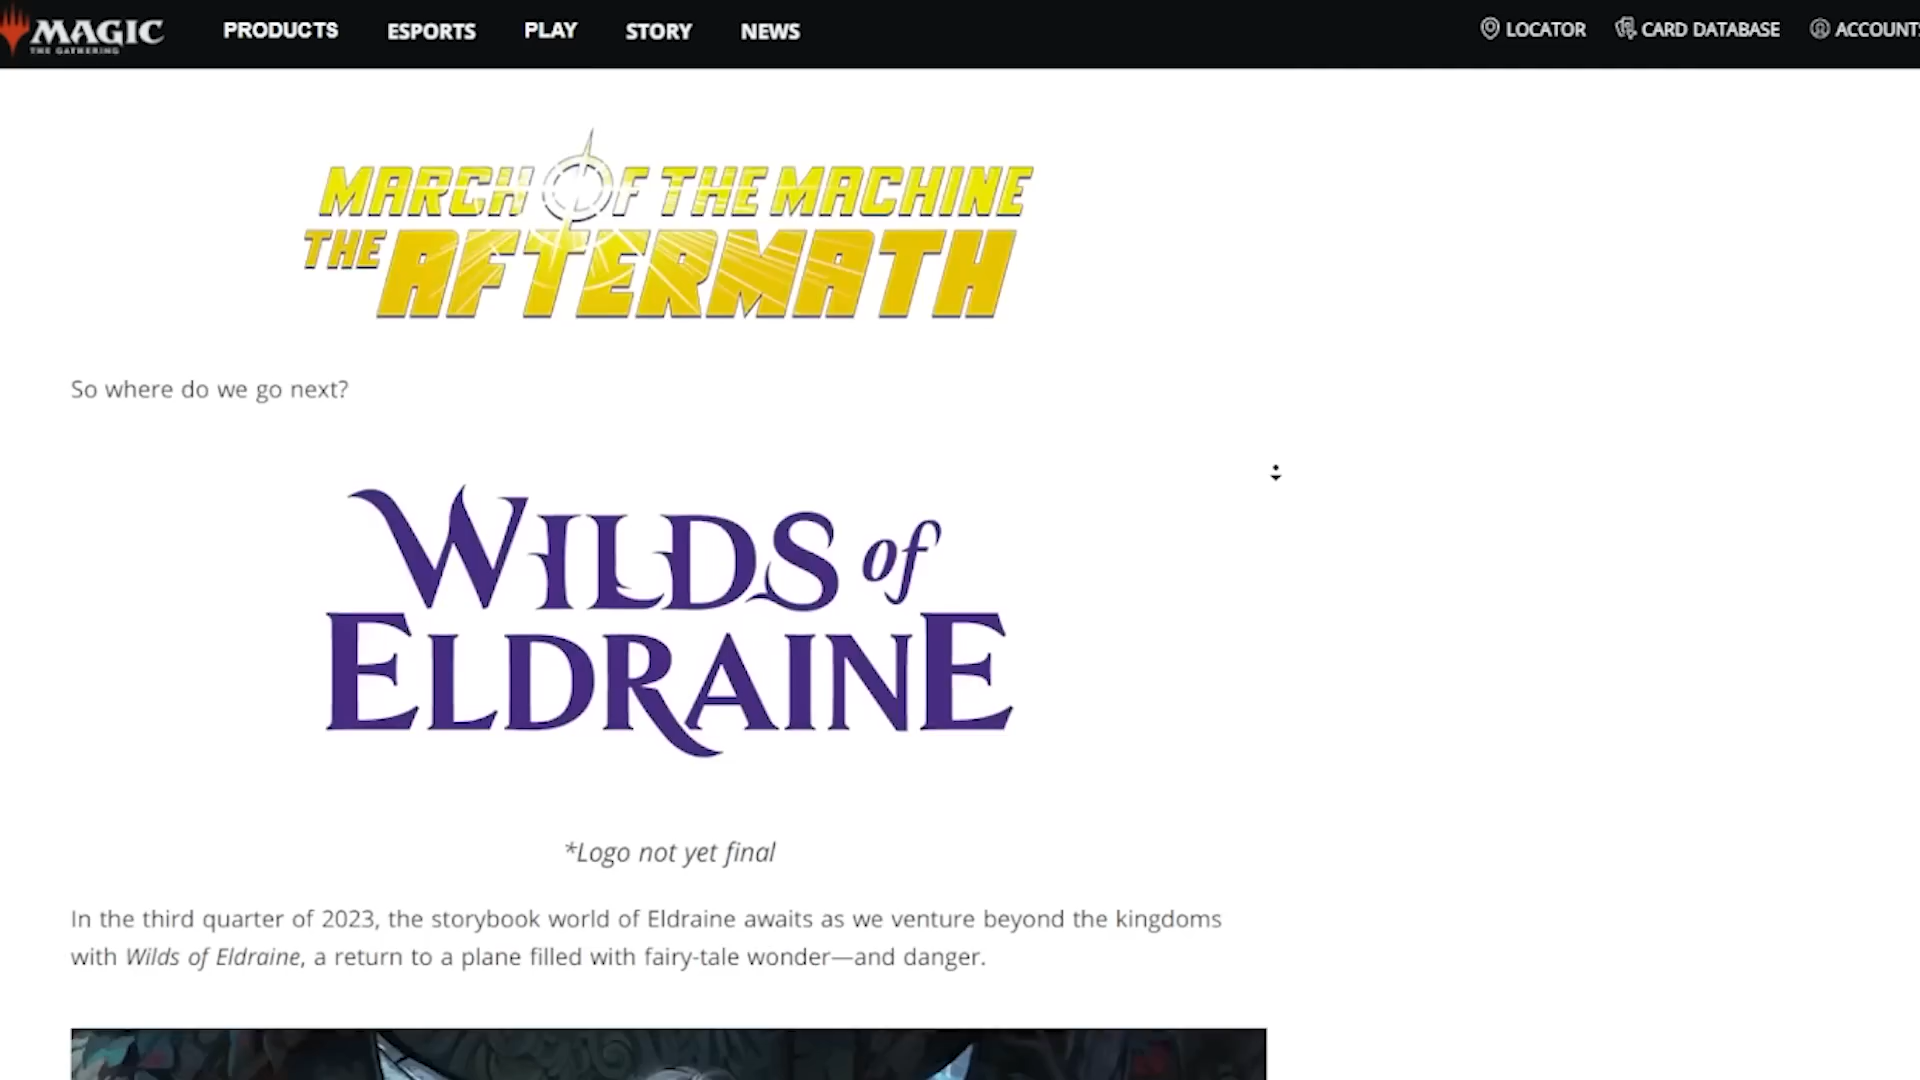 MAGIC
THE GATHERING
PRODUCTS
ESPORTS
PLAY
STORY
NEWS
LOCATOR
CARD DATABASE
ACCOUNTS
MARCH OF THE MACHINE
THE AFTERMATH
So where do we go next?
WILDS of
ELDRAINE
*Logo not yet final
In the third quarter of 2023, the storybook world of Eldraine awaits as we venture beyond the kingdoms
with Wilds of Eldraine, a return to a plane filled with fairy-tale wonder—and danger.